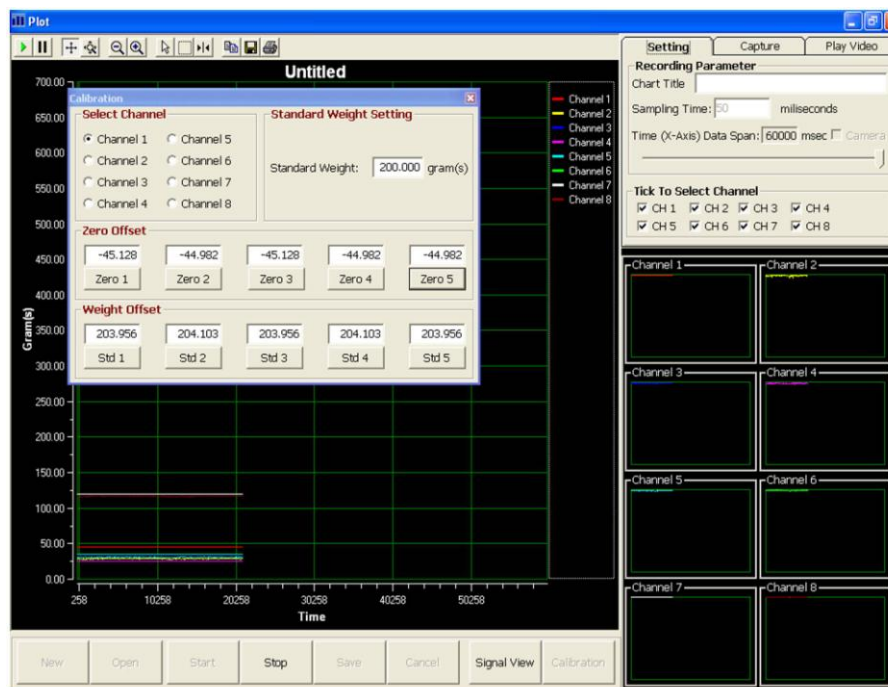 Plot
Setting Capture Play Video
Recording Parameter
Chart Title
Sampling Time: 50 miliseconds
Time (X-Axis) Data Span: 60000 msec Camera
Tick To Select Channel
CH 1 CH 2 CH 3 CH 4
CH 5 CH 6 CH 7 CH 8
Untitled
700.00
650.00
600.00
550.00
500.00
450.00
400.00
350.00
300.00
250.00
200.00
150.00
100.00
50.00
0.00
Gram(s)
258 10258 20258 30258 40258 50258
Time
Channel 1
Channel 2
Channel 3
Channel 4
Channel 5
Channel 6
Channel 7
Channel 8
Calibration
Select Channel
Channel 1 Channel 5
Channel 2 Channel 6
Channel 3 Channel 7
Channel 4 Channel 8
Standard Weight Setting
Standard Weight: 200.000 gram(s)
Zero Offset
-45.128 -44.982 -45.128 -44.982 -44.982
Zero 1 Zero 2 Zero 3 Zero 4 Zero 5
Weight Offset
203.956 204.103 203.956 204.103 203.956
Std 1 Std 2 Std 3 Std 4 Std 5
Channel 1 Channel 2
Channel 3 Channel 4
Channel 5 Channel 6
Channel 7 Channel 8
New Open Start Stop Save Cancel Signal View Calibration